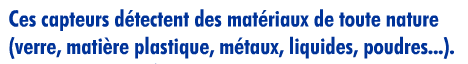 Ces capteurs détectent des matériaux de toute nature
(verre, matière plastique, métaux, liquides, poudres...).